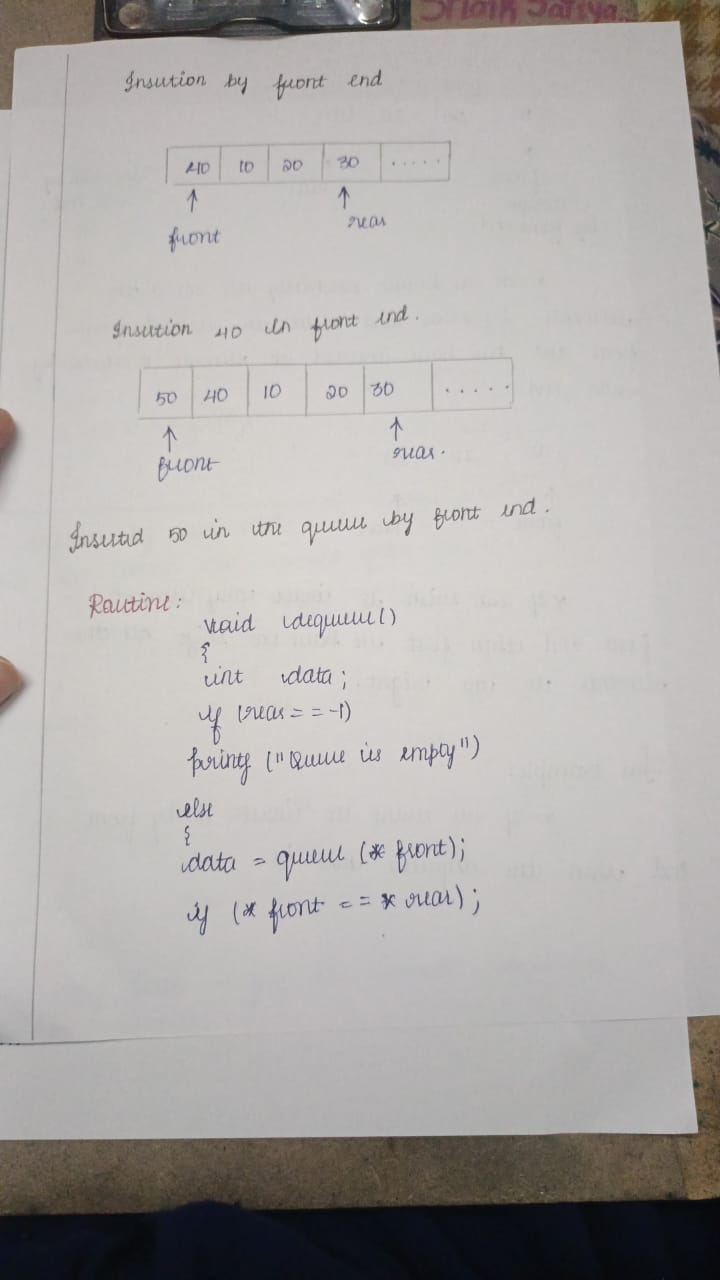 Shaik Safiya
Insertion by front end
40 10 20 30 .....
front rear
Insertion 40 in front end.
50 40 10 20 30 .....
front rear.
Inserted 50 in the queue by front end.
Routine:
void dequeue()
{
int data;
if (rear == -1)
printf ("Queue is empty")
else
{
data = queue (* front);
if (* front == * rear);